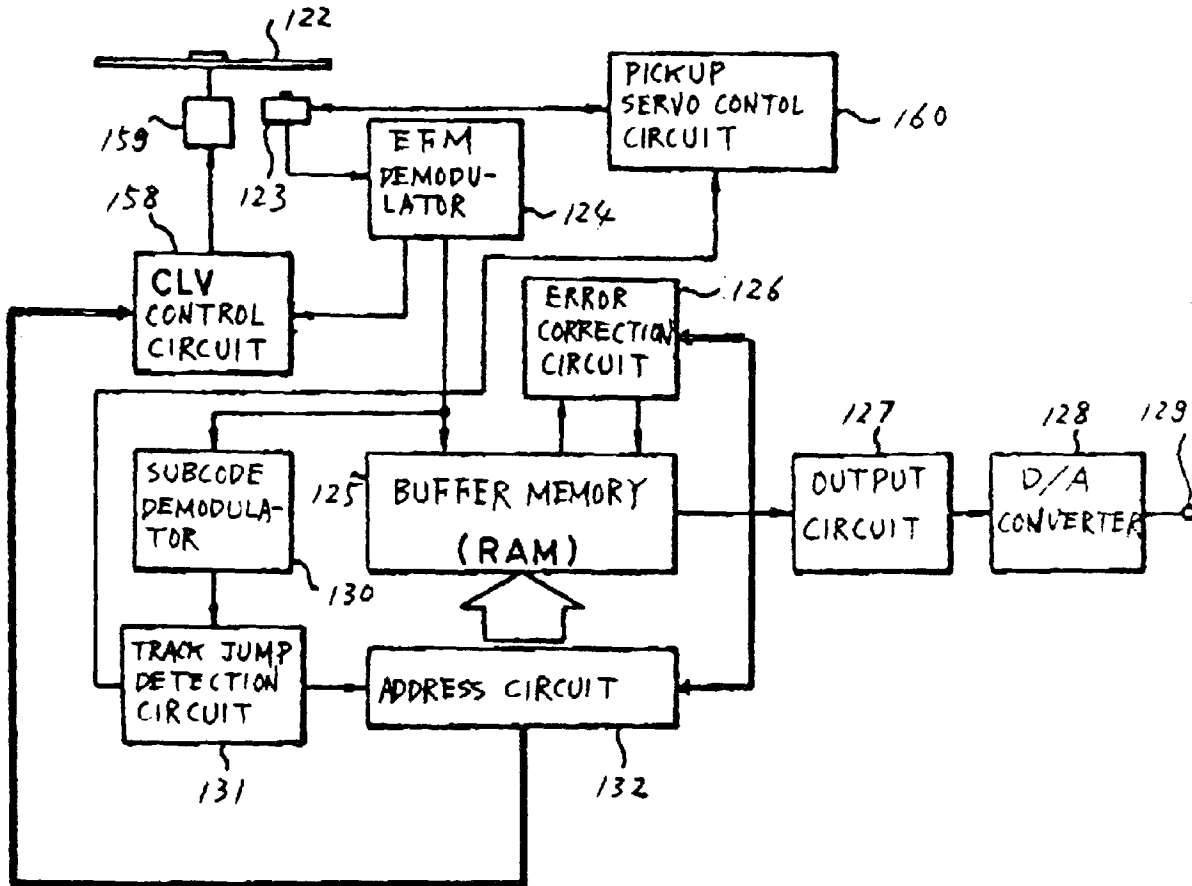 122
PICKUP
SERVO CONTOL
CIRCUIT
160
159
123
EFM
DEMODU-
LATOR
124
158
CLV
CONTROL
CIRCUIT
ERROR
CORRECTION
CIRCUIT
126
SUBCODE
DEMODULA-
TOR
130
125
BUFFER MEMORY
(RAM)
127
OUTPUT
CIRCUIT
128
D/A
CONVERTER
129
TRACK JUMP
DETECTION
CIRCUIT
131
ADDRESS CIRCUIT
132